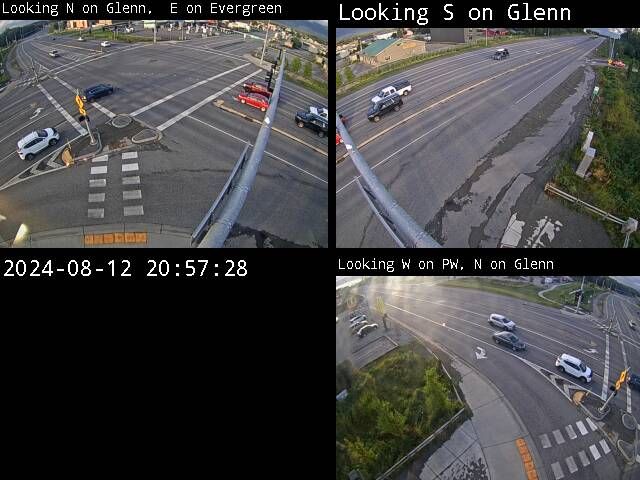 Looking N on Glenn,  E on Evergreen
Looking S on Glenn
2024-08-12 20:57:28
Looking W on PW, N on Glenn